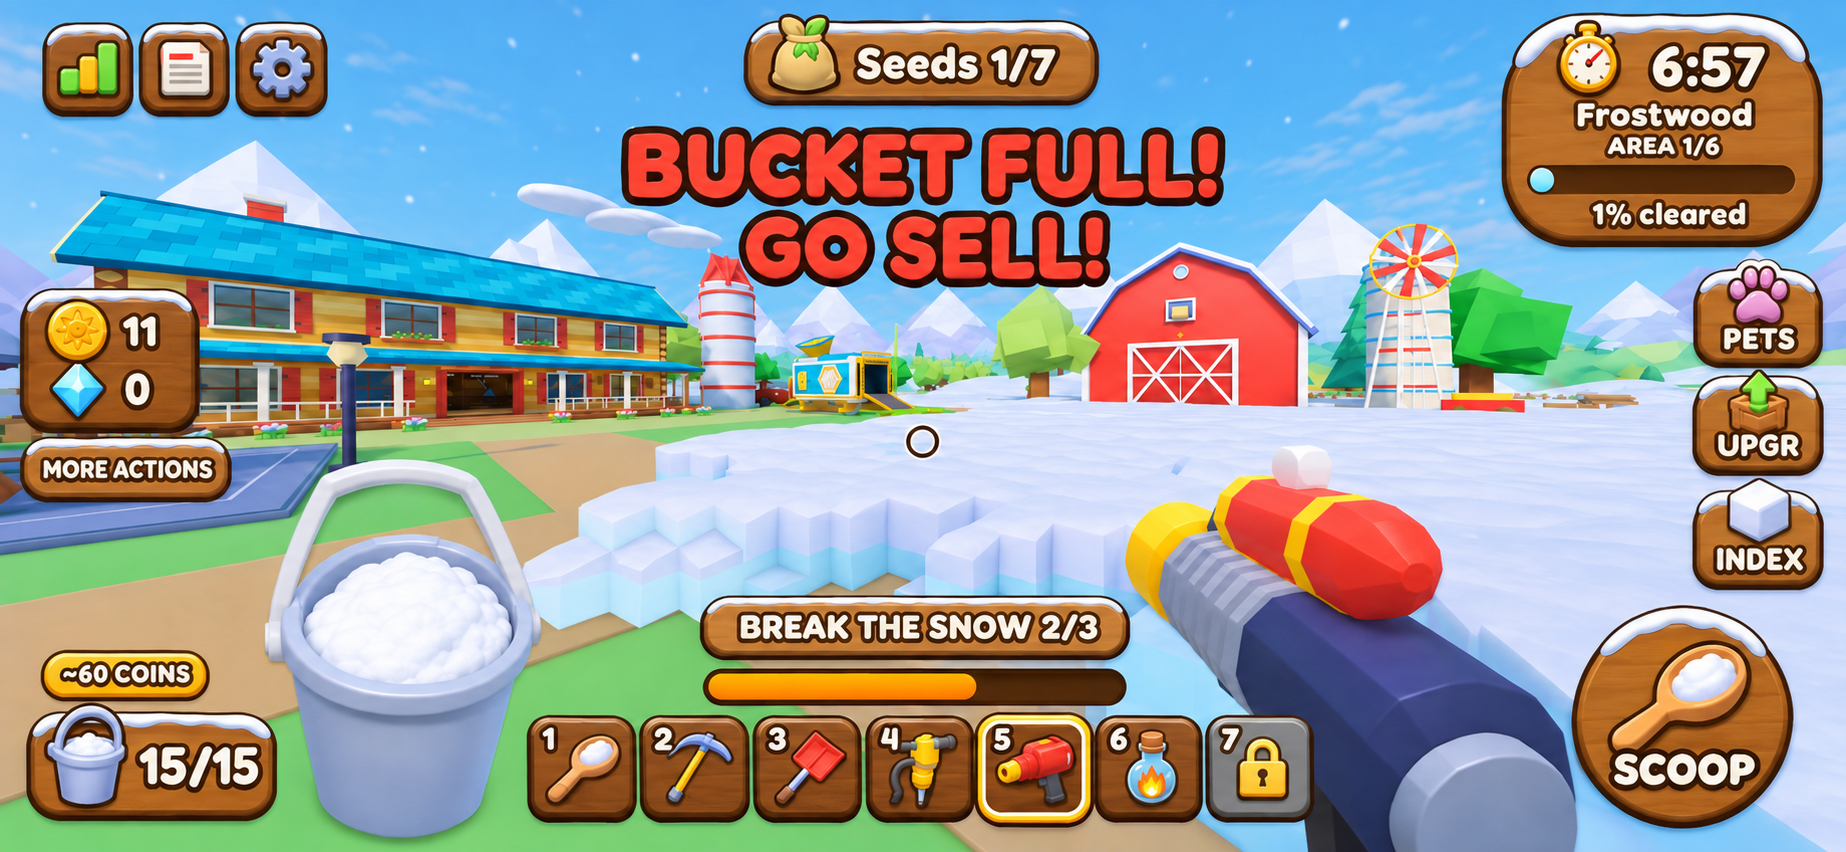 Seeds 1/7
6:57
Frostwood
AREA 1/6
1% cleared
BUCKET FULL!
GO SELL!
11
0
MORE ACTIONS
PETS
UPGR
INDEX
BREAK THE SNOW 2/3
~60 COINS
15/15
1
2
3
4
5
6
7
SCOOP